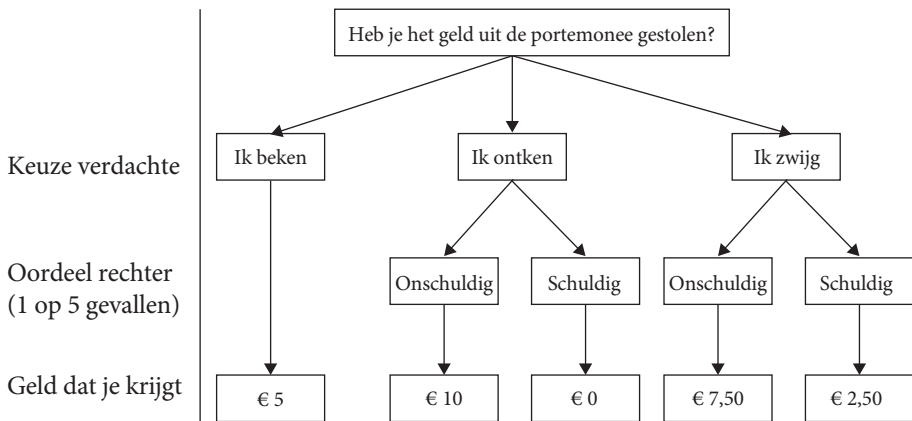 Heb je het geld uit de portemonee gestolen?
Keuze verdachte
Ik beken
Ik ontken
Ik zwijg
Oordeel rechter
(1 op 5 gevallen)
Onschuldig
Schuldig
Onschuldig
Schuldig
Geld dat je krijgt
€ 5
€ 10
€ 0
€ 7,50
€ 2,50